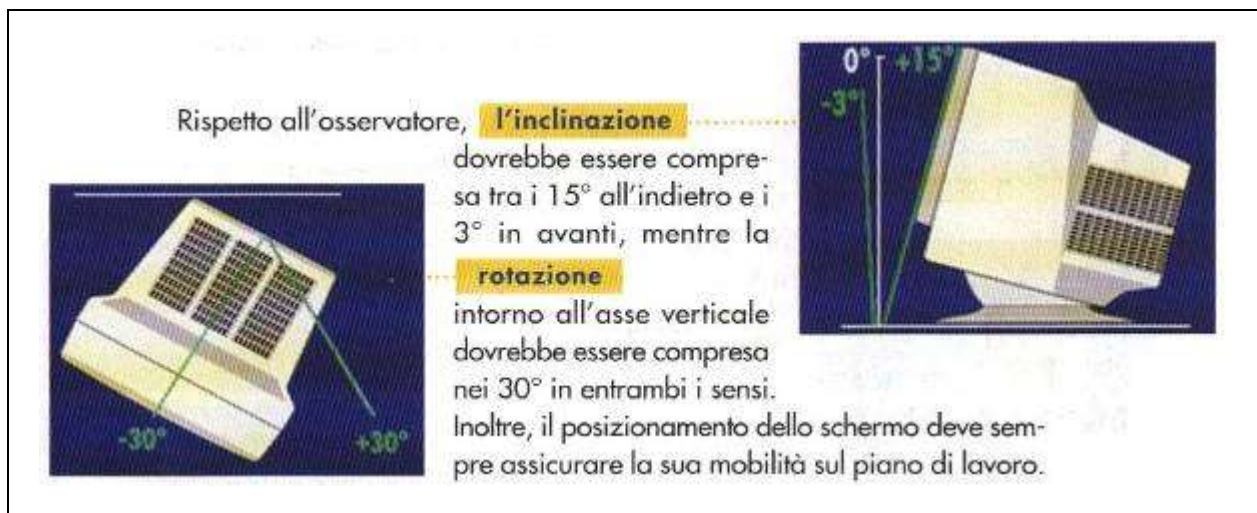 0° +15°
-3°
Rispetto all'osservatore, l'inclinazione
dovrebbe essere compre-
sa tra i 15° all'indietro e i
3° in avanti, mentre la
rotazione
intorno all'asse verticale
dovrebbe essere compresa
nei 30° in entrambi i sensi.
Inoltre, il posizionamento dello schermo deve sem-
pre assicurare la sua mobilità sul piano di lavoro.
-30° +30°